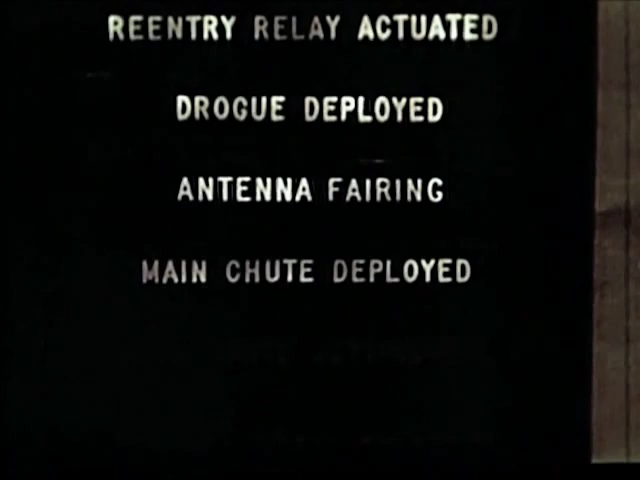 REENTRY RELAY ACTUATED
DROGUE DEPLOYED
ANTENNA FAIRING
MAIN CHUTE DEPLOYED